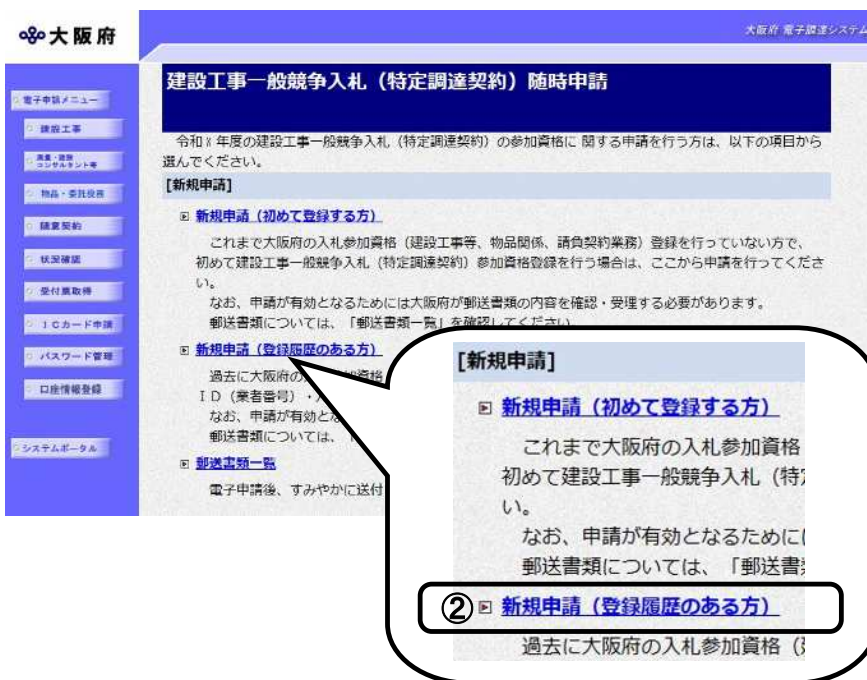 大阪府
大阪府 電子調達システム
電子申請メニュー
建設工事
測量・建設
コンサルタント等
物品・委託役務
随意契約
状況確認
受付票取得
ICカード申請
パスワード管理
口座情報登録
システムポータル
建設工事一般競争入札（特定調達契約）随時申請
令和x年度の建設工事一般競争入札（特定調達契約）の参加資格に関する申請を行う方は、以下の項目から
選んでください。
[新規申請]
新規申請（初めて登録する方）
これまで大阪府の入札参加資格（建設工事等、物品関係、請負契約業務）登録を行っていない方で、
初めて建設工事一般競争入札（特定調達契約）参加資格登録を行う場合は、ここから申請を行ってくださ
い。
なお、申請が有効となるためには大阪府が郵送書類の内容を確認・受理する必要があります。
郵送書類については、「郵送書類一覧」を確認してください
新規申請（登録履歴のある方）
過去に大阪府の
資格
ID（業者番号）・
なお、申請が有効とな
郵送書類については、
郵送書類一覧
電子申請後、すみやかに送付
[新規申請]
新規申請（初めて登録する方）
これまで大阪府の入札参加資格
初めて建設工事一般競争入札（特
い。
なお、申請が有効となるために
郵送書類については、「郵送書
② 新規申請（登録履歴のある方）
過去に大阪府の入札参加資格（